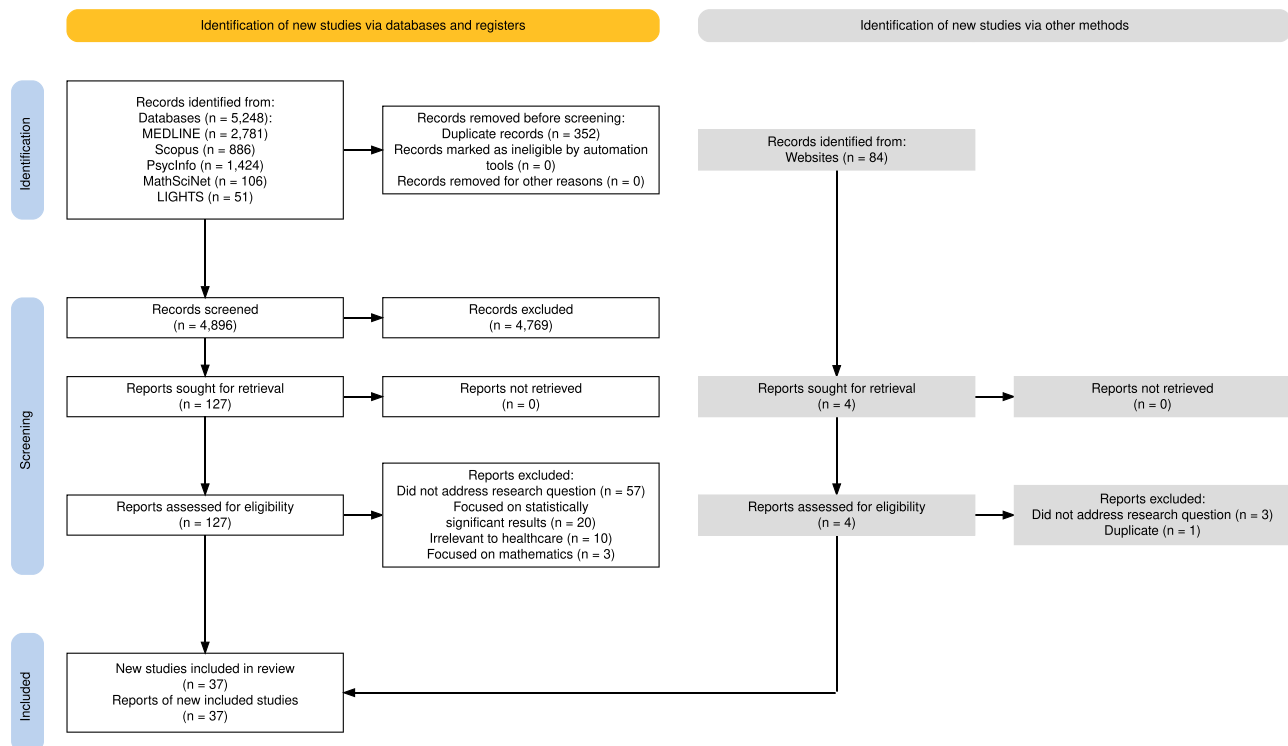 Identification of new studies via databases and registers
Identification of new studies via other methods
Identification
Records identified from:
Databases (n = 5,248):
MEDLINE (n = 2,781)
Scopus (n = 886)
PsycInfo (n = 1,424)
MathSciNet (n = 106)
LIGHTS (n = 51)
Records removed before screening:
Duplicate records (n = 352)
Records marked as ineligible by automation
tools (n = 0)
Records removed for other reasons (n = 0)
Records identified from:
Websites (n = 84)
Screening
Records screened
(n = 4,896)
Records excluded
(n = 4,769)
Reports sought for retrieval
(n = 127)
Reports not retrieved
(n = 0)
Reports sought for retrieval
(n = 4)
Reports not retrieved
(n = 0)
Reports assessed for eligibility
(n = 127)
Reports excluded:
Did not address research question (n = 57)
Focused on statistically
significant results (n = 20)
Irrelevant to healthcare (n = 10)
Focused on mathematics (n = 3)
Reports assessed for eligibility
(n = 4)
Reports excluded:
Did not address research question (n = 3)
Duplicate (n = 1)
Included
New studies included in review
(n = 37)
Reports of new included studies
(n = 37)